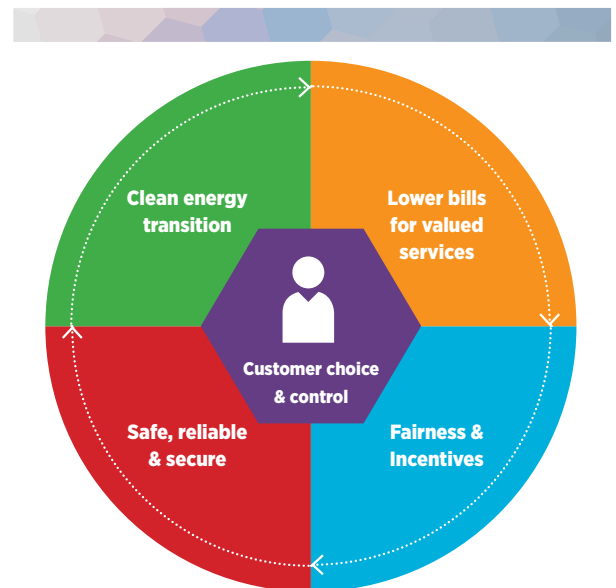 Clean energy
transition
Lower bills
for valued
services
Customer choice
& control
Safe, reliable
& secure
Fairness &
Incentives